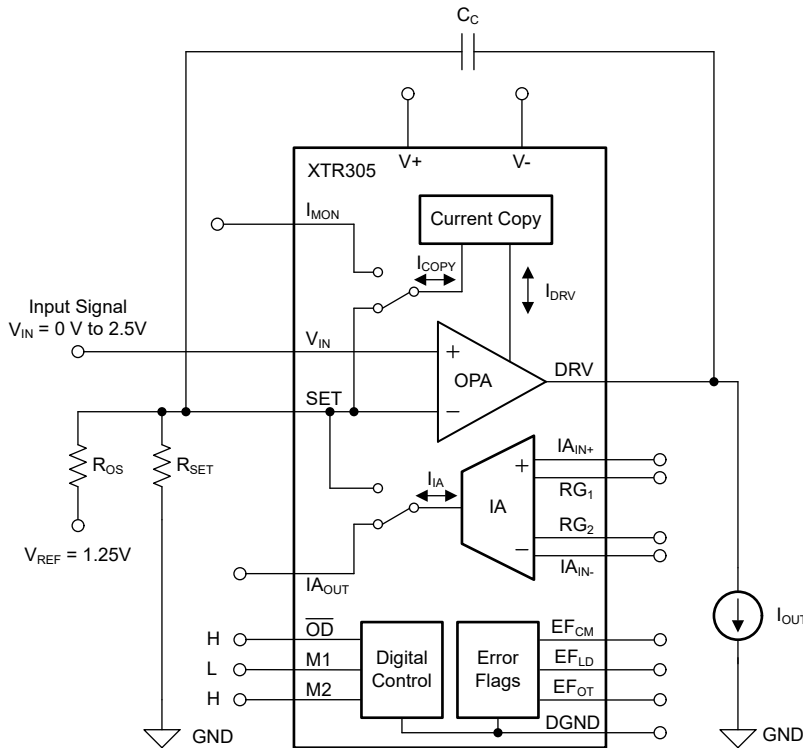 C_C
V+
V-
XTR305
I_MON
Current Copy
I_COPY
I_DRV
Input Signal
V_IN = 0 V to 2.5V
V_IN
+
OPA
DRV
SET
−
R_OS
R_SET
V_REF = 1.25V
I_IA
+
IA
−
IA_IN+
RG_1
RG_2
IA_IN-
IA_OUT
I_OUT
H
OD
L
M1
H
M2
Digital
Control
Error
Flags
EF_CM
EF_LD
EF_OT
DGND
GND
GND